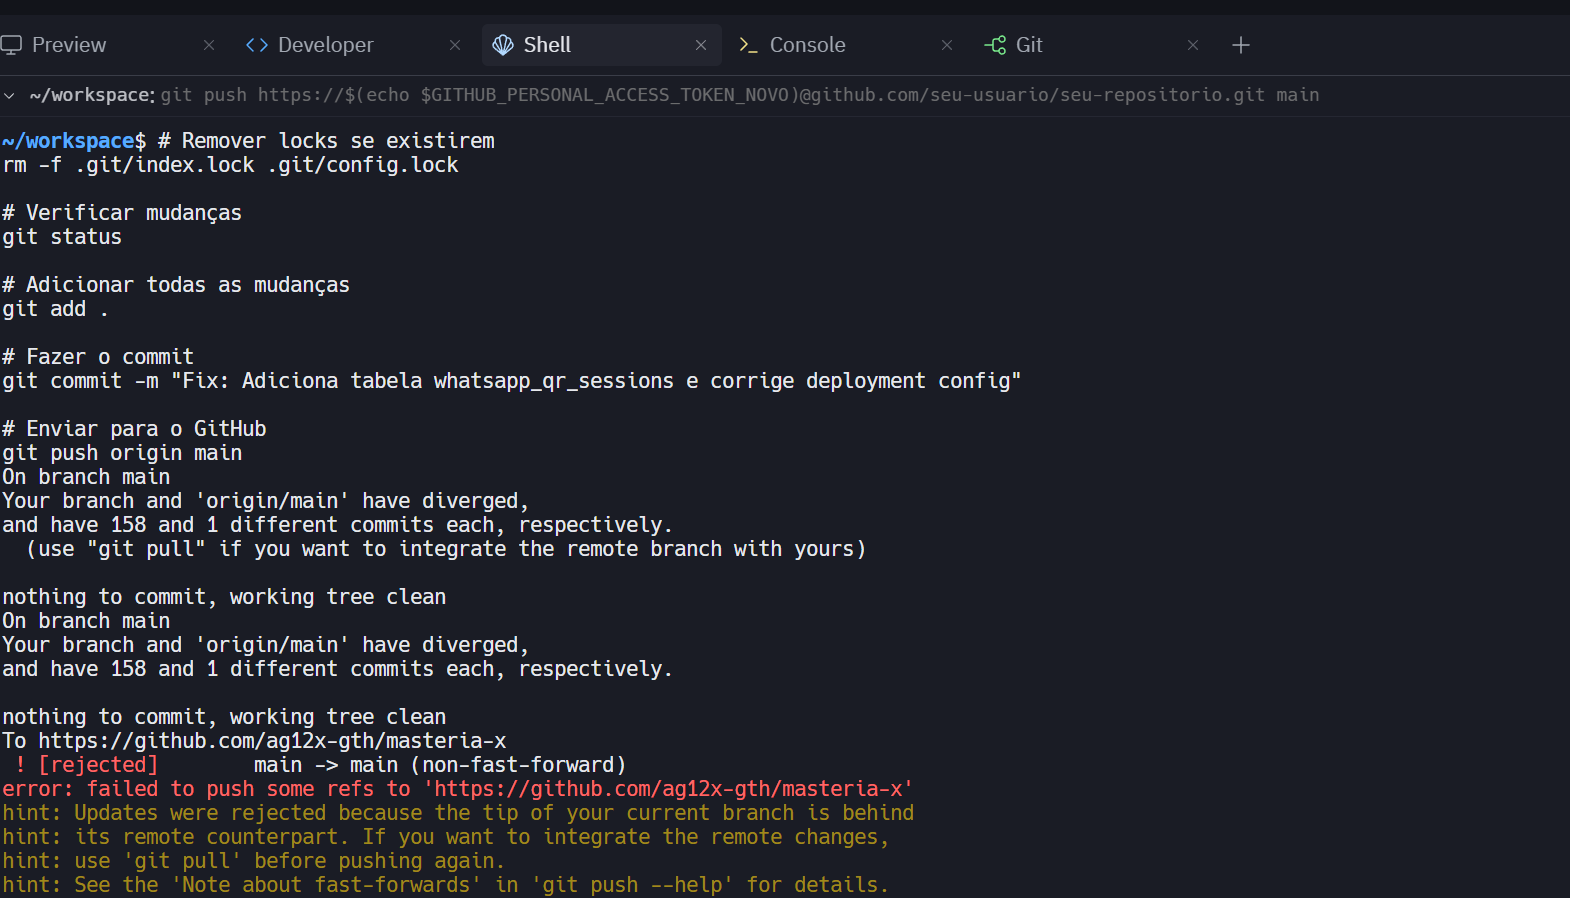 Preview
Developer
Shell
Console
Git
~/workspace: git push https://$(echo $GITHUB_PERSONAL_ACCESS_TOKEN_NOVO)@github.com/seu-usuario/seu-repositorio.git main
~/workspace$ # Remover locks se existirem
rm -f .git/index.lock .git/config.lock
# Verificar mudanças
git status
# Adicionar todas as mudanças
git add .
# Fazer o commit
git commit -m "Fix: Adiciona tabela whatsapp_qr_sessions e corrige deployment config"
# Enviar para o GitHub
git push origin main
On branch main
Your branch and 'origin/main' have diverged,
and have 158 and 1 different commits each, respectively.
  (use "git pull" if you want to integrate the remote branch with yours)
nothing to commit, working tree clean
On branch main
Your branch and 'origin/main' have diverged,
and have 158 and 1 different commits each, respectively.
nothing to commit, working tree clean
To https://github.com/ag12x-gth/masteria-x
 ! [rejected]        main -> main (non-fast-forward)
error: failed to push some refs to 'https://github.com/ag12x-gth/masteria-x'
hint: Updates were rejected because the tip of your current branch is behind
hint: its remote counterpart. If you want to integrate the remote changes,
hint: use 'git pull' before pushing again.
hint: See the 'Note about fast-forwards' in 'git push --help' for details.